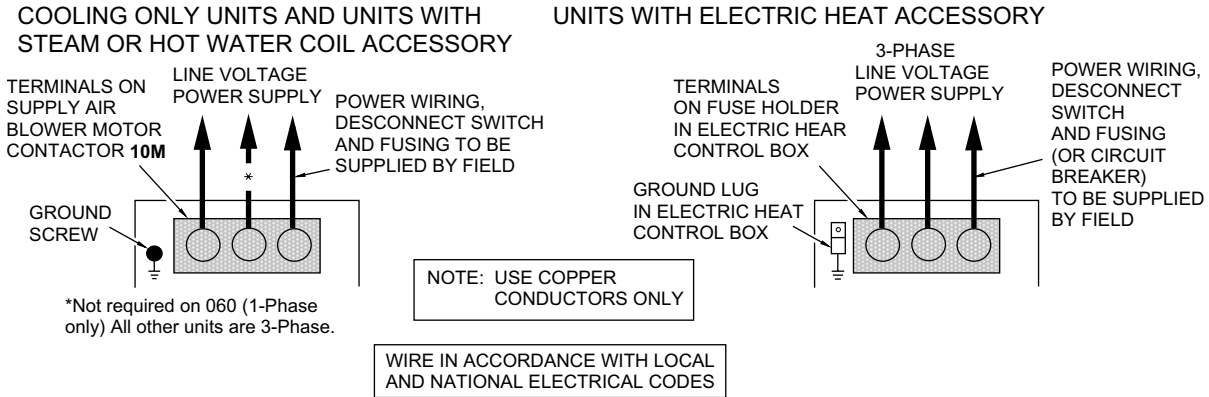 COOLING ONLY UNITS AND UNITS WITH
STEAM OR HOT WATER COIL ACCESSORY
TERMINALS ON
SUPPLY AIR
BLOWER MOTOR
CONTACTOR 10M
LINE VOLTAGE
POWER SUPPLY
POWER WIRING,
DESCONNECT SWITCH
AND FUSING TO BE
SUPPLIED BY FIELD
*
GROUND
SCREW
*Not required on 060 (1-Phase
only) All other units are 3-Phase.
UNITS WITH ELECTRIC HEAT ACCESSORY
TERMINALS
ON FUSE HOLDER
IN ELECTRIC HEAR
CONTROL BOX
3-PHASE
LINE VOLTAGE
POWER SUPPLY
POWER WIRING,
DESCONNECT
SWITCH
AND FUSING
(OR CIRCUIT
BREAKER)
TO BE SUPPLIED
BY FIELD
GROUND LUG
IN ELECTRIC HEAT
CONTROL BOX
NOTE: USE COPPER
CONDUCTORS ONLY
WIRE IN ACCORDANCE WITH LOCAL
AND NATIONAL ELECTRICAL CODES